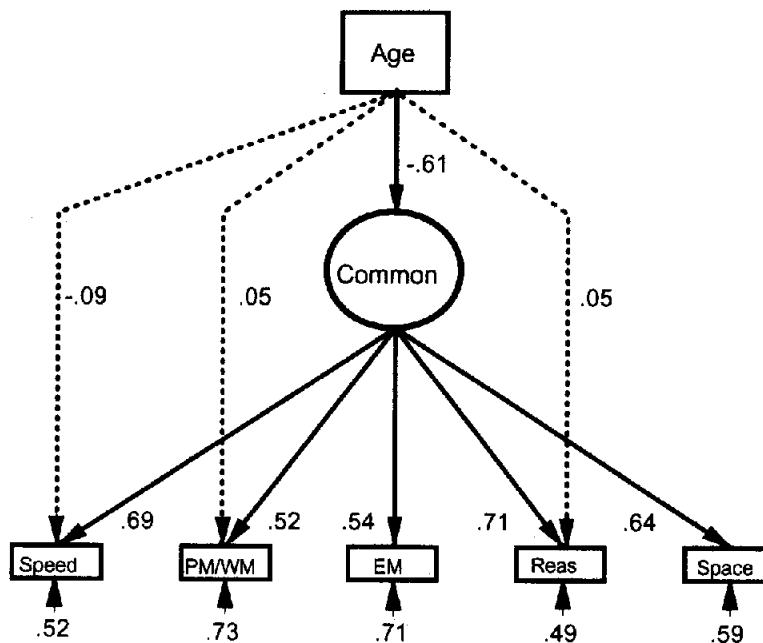 Age
-.61
Common
-.09
.05
.05
.69
.52
.54
.71
.64
Speed
PM/WM
EM
Reas
Space
.52
.73
.71
.49
.59